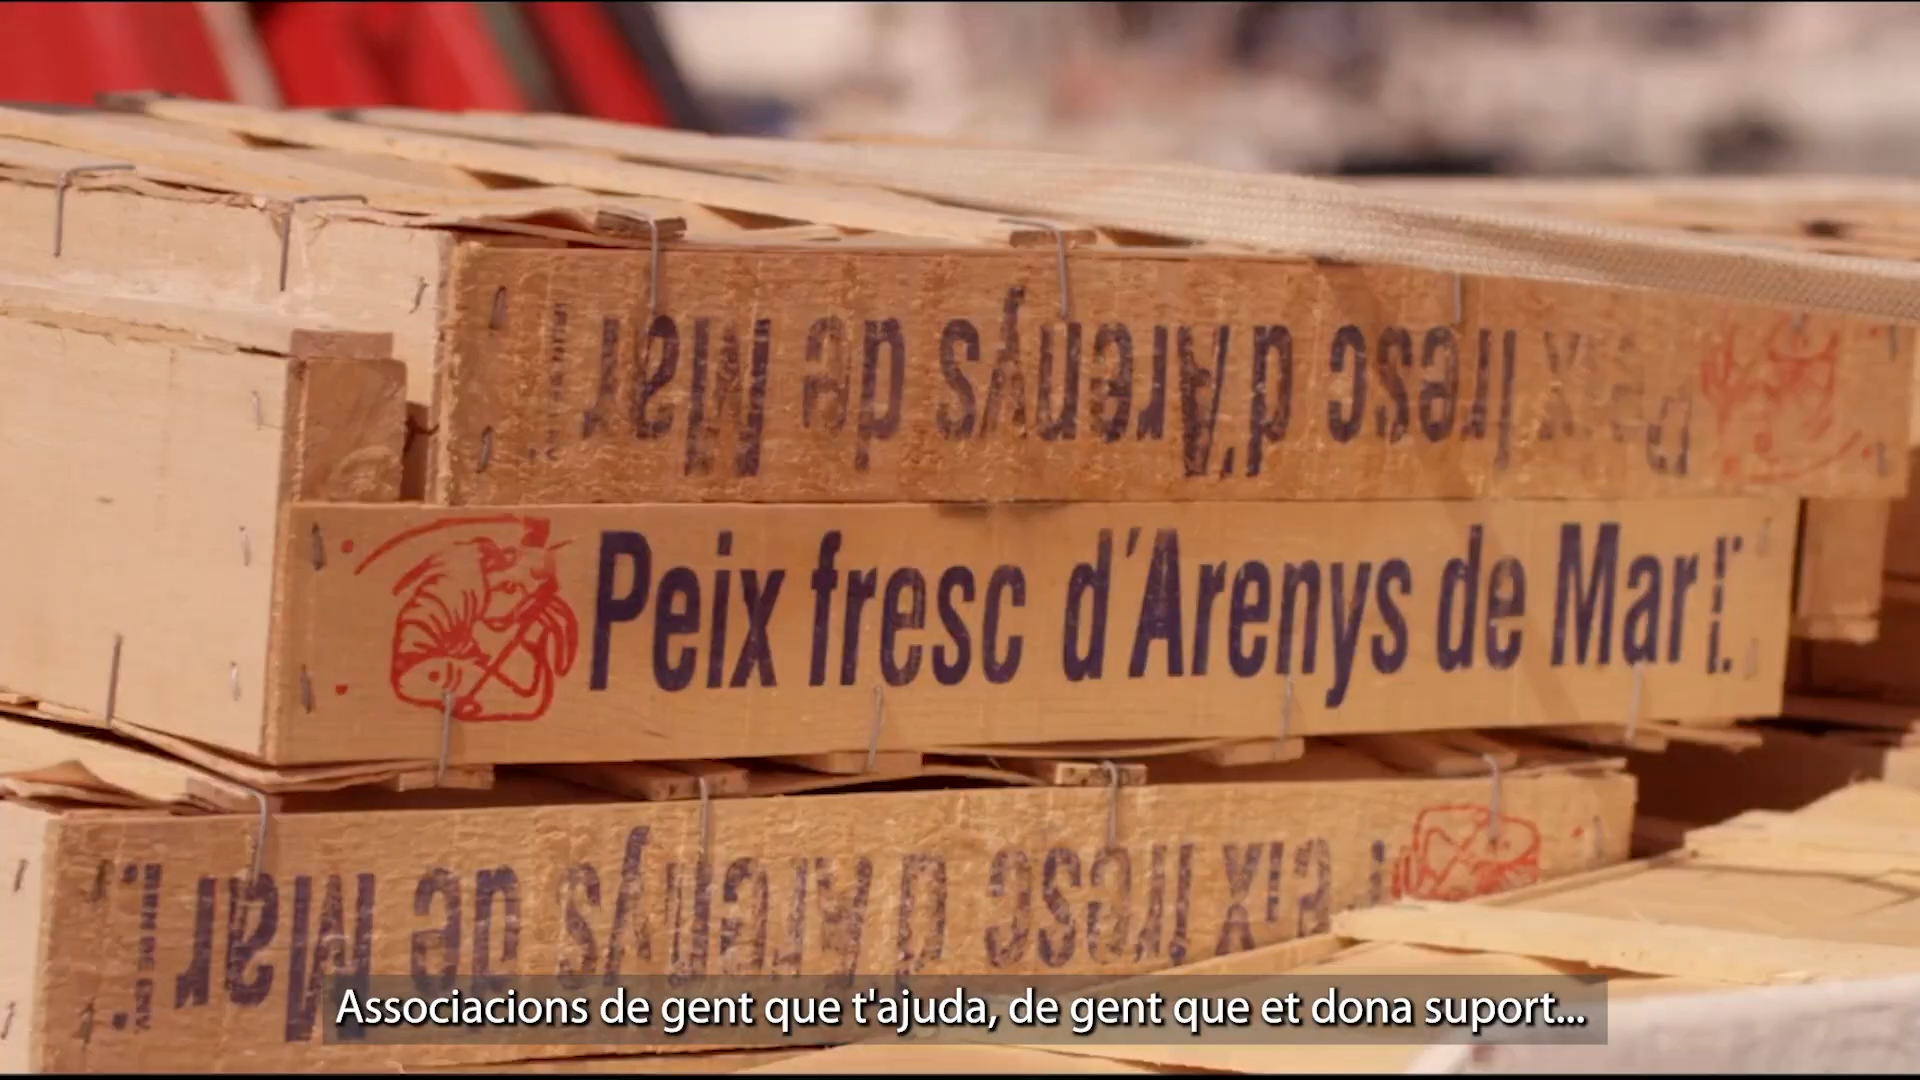 Peix fresc d'Arenys de Mar
Peix fresc d'Arenys de Mar
Peix fresc d'Arenys de Mar
Associacions de gent que t'ajuda, de gent que et dona suport...